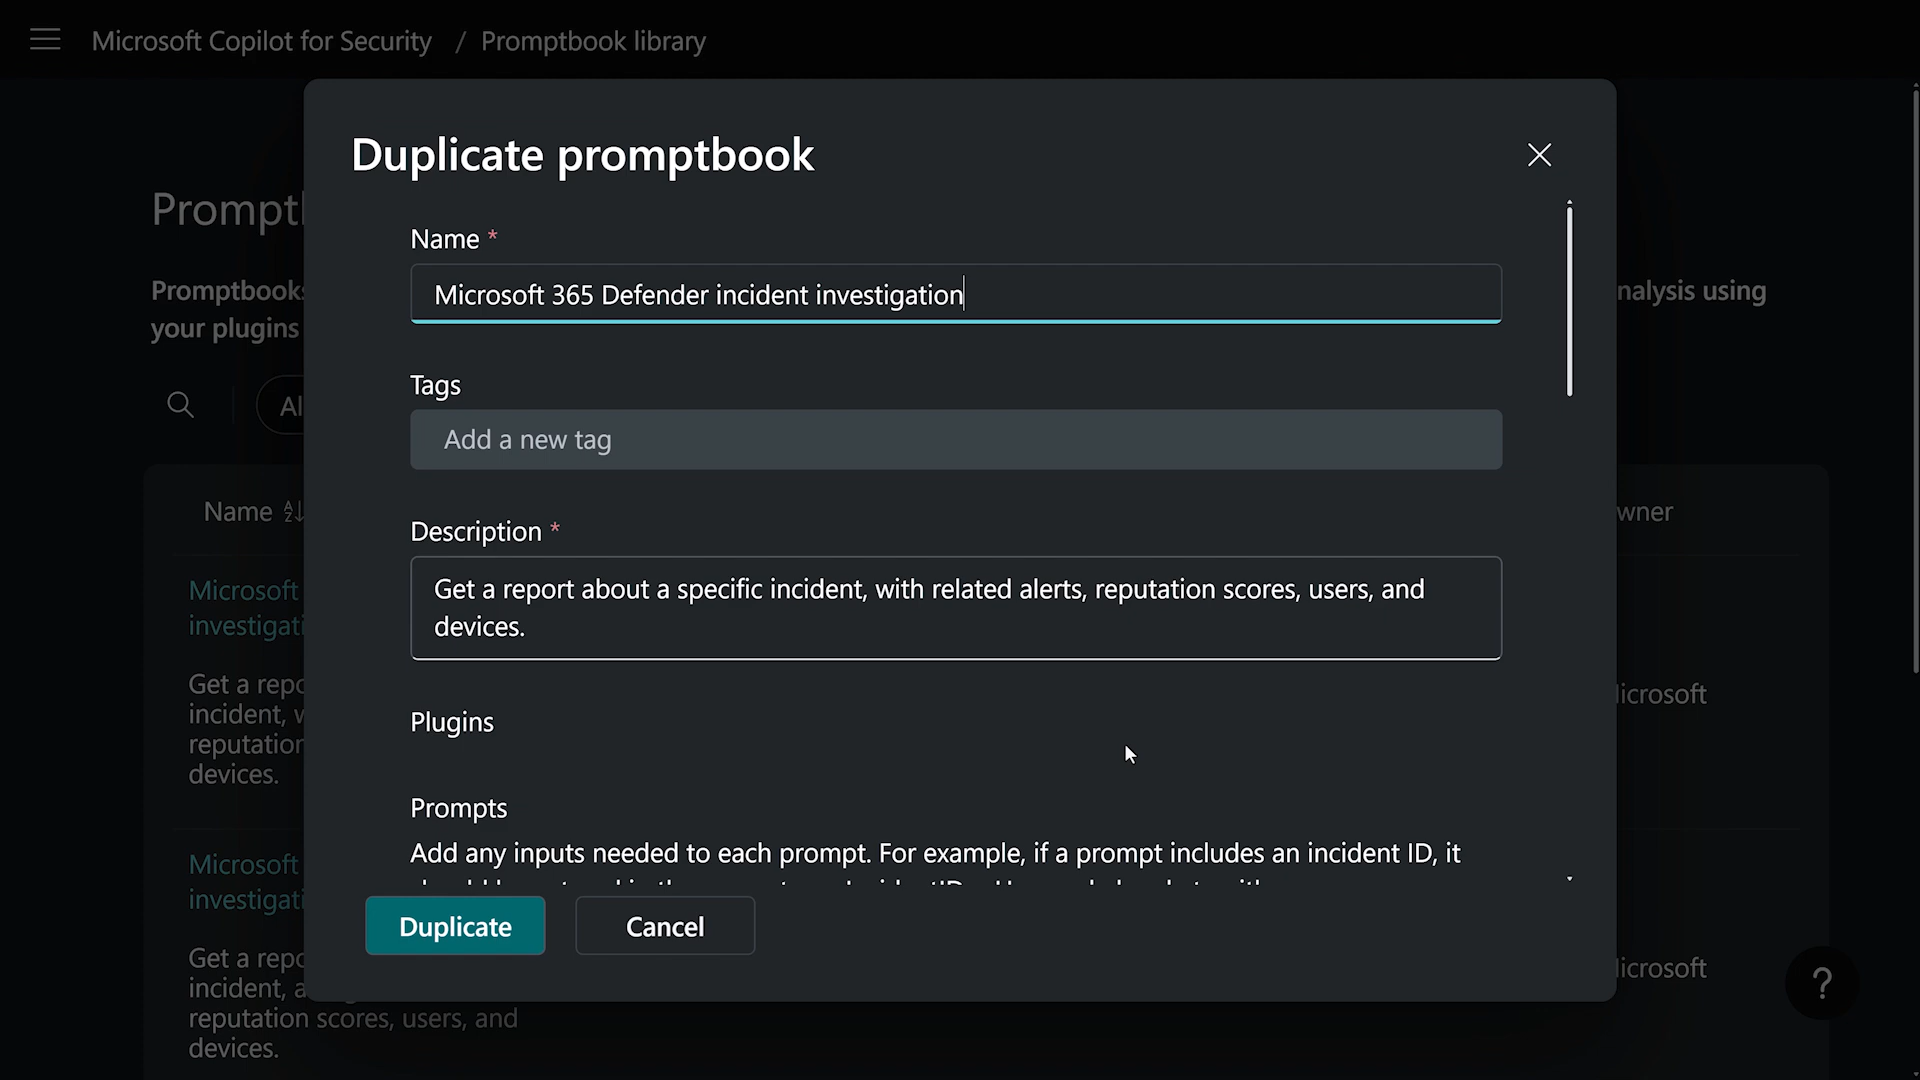 Microsoft Copilot for Security / Promptbook library
Duplicate promptbook
Name *
Microsoft 365 Defender incident investigation
Tags
Add a new tag
Description *
Get a report about a specific incident, with related alerts, reputation scores, users, and
devices.
Plugins
Prompts
Add any inputs needed to each prompt. For example, if a prompt includes an incident ID, it
Duplicate
Cancel
Promptbooks
your plugins
nalysis using
Al
Name
wner
Microsoft
investigati
Get a repo
incident, w
reputation
devices.
icrosoft
Microsoft
investigati
Get a repo
incident, a
reputation scores, users, and
devices.
icrosoft
?